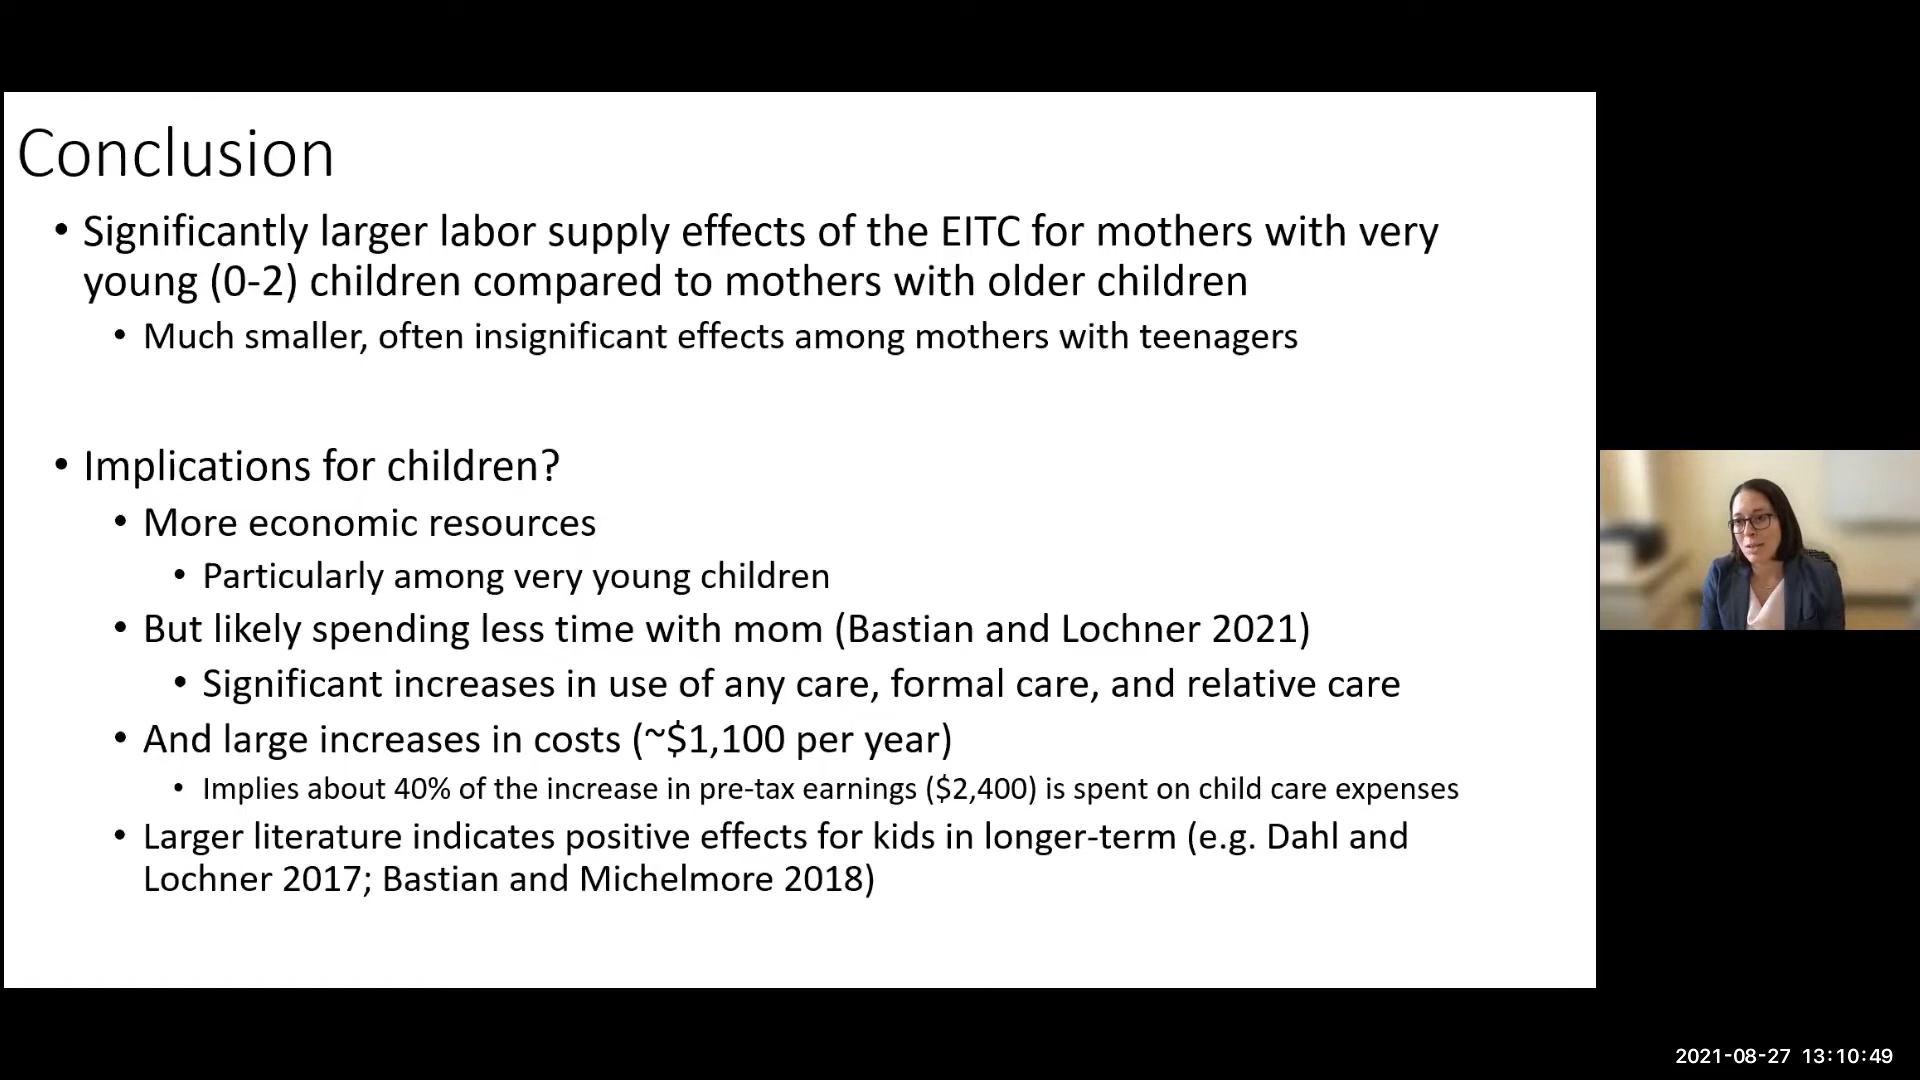 Conclusion
• Significantly larger labor supply effects of the EITC for mothers with very
young (0-2) children compared to mothers with older children
• Much smaller, often insignificant effects among mothers with teenagers
• Implications for children?
• More economic resources
• Particularly among very young children
• But likely spending less time with mom (Bastian and Lochner 2021)
• Significant increases in use of any care, formal care, and relative care
• And large increases in costs (~$1,100 per year)
• Implies about 40% of the increase in pre-tax earnings ($2,400) is spent on child care expenses
• Larger literature indicates positive effects for kids in longer-term (e.g. Dahl and
Lochner 2017; Bastian and Michelmore 2018)
2021-08-27 13:10:49